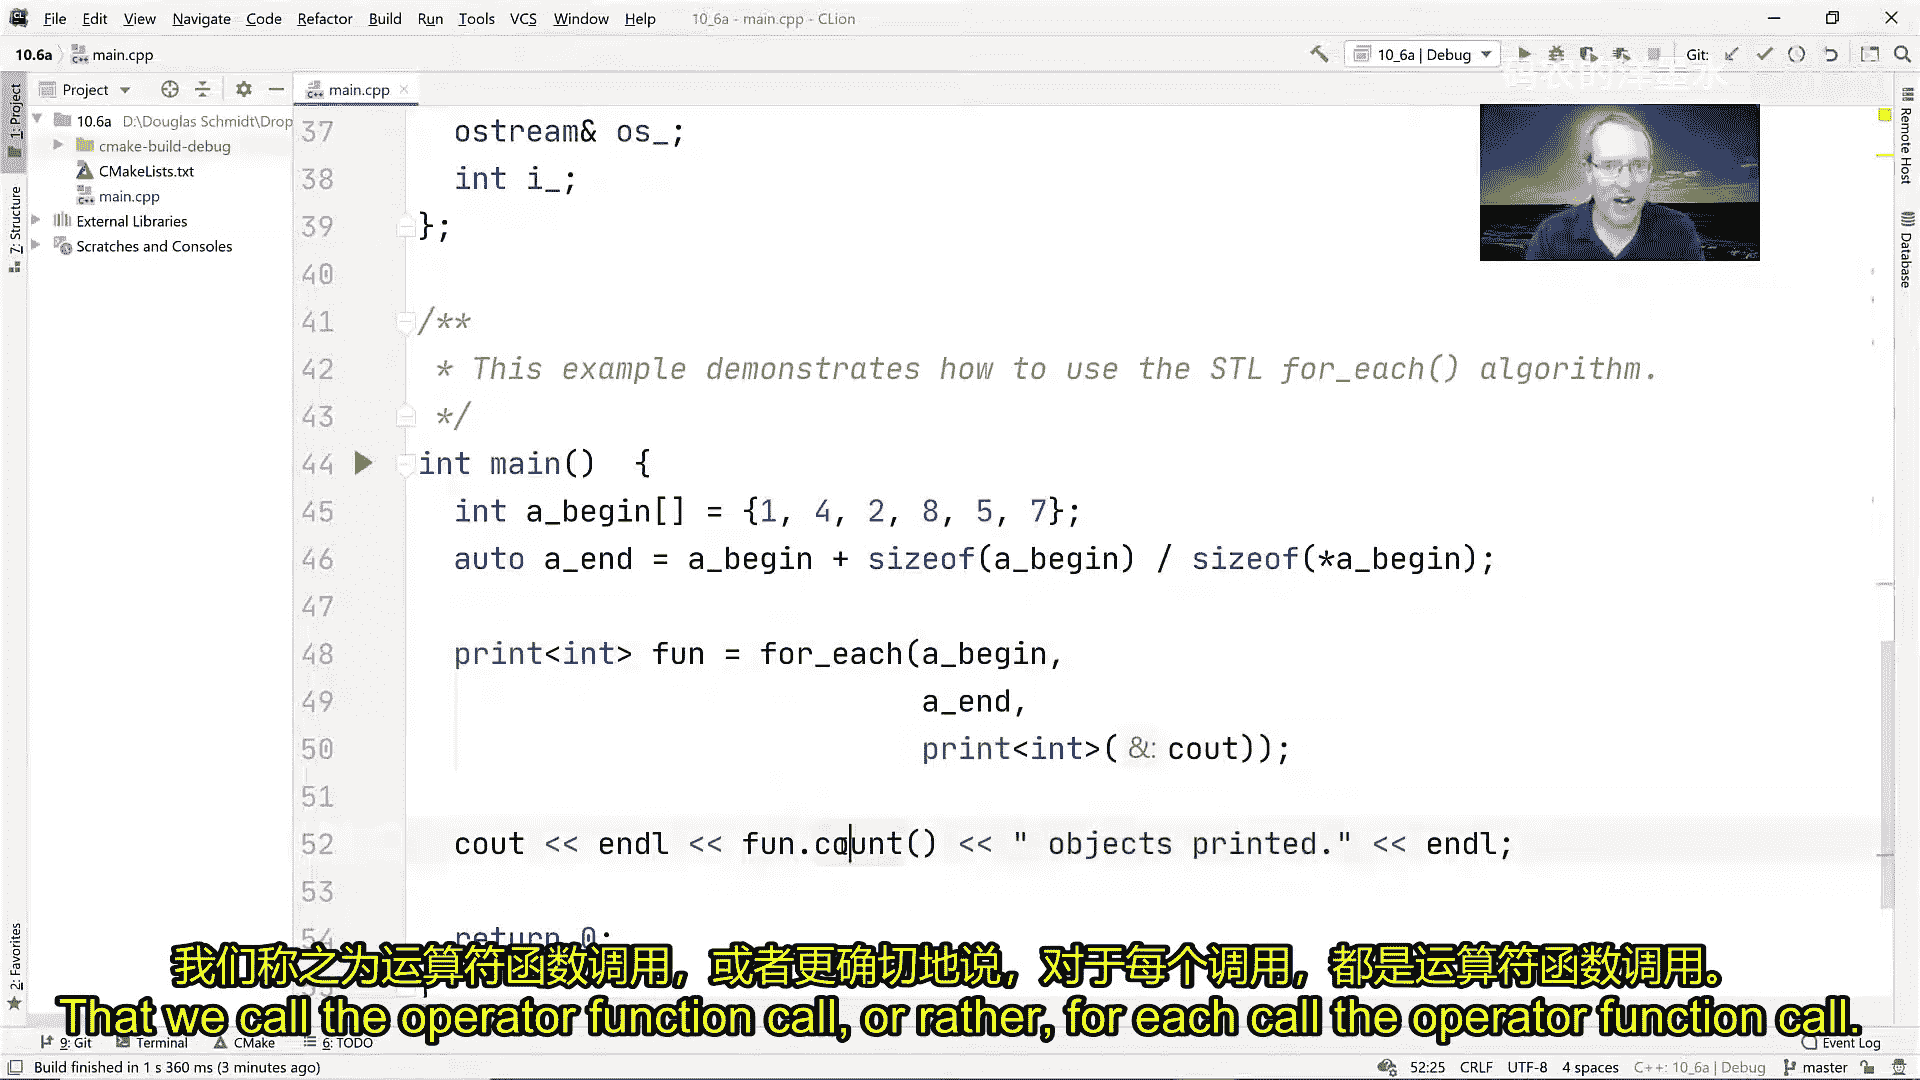 File Edit View Navigate Code Refactor Build Run Tools VCS Window Help 10_6a - main.cpp - CLion
10.6a main.cpp 10_6a | Debug Git:
1: Project
7: Structure
2: Favorites
Project
10.6a D:\Douglas Schmidt\Drop
cmake-build-debug
CMakeLists.txt
main.cpp
External Libraries
Scratches and Consoles
main.cpp
37 ostream& os_;
38 int i_;
39 };
40
41 /**
42 * This example demonstrates how to use the STL for_each() algorithm.
43 */
44 int main() {
45 int a_begin[] = {1, 4, 2, 8, 5, 7};
46 auto a_end = a_begin + sizeof(a_begin) / sizeof(*a_begin);
47
48 print<int> fun = for_each(a_begin,
49 a_end,
50 print<int>( &: cout));
51
52 cout << endl << fun.count() << " objects printed." << endl;
53
54 return 0;
Remote Host
Database
我们称之为运算符函数调用，或者更确切地说，对于每个调用，都是运算符函数调用。
That we call the operator function call, or rather, for each call the operator function call.
9: Git Terminal CMake 6: TODO Event Log
Build finished in 1 s 360 ms (3 minutes ago) 52:25 CRLF UTF-8 4 spaces C++: 10_6a | Debug master